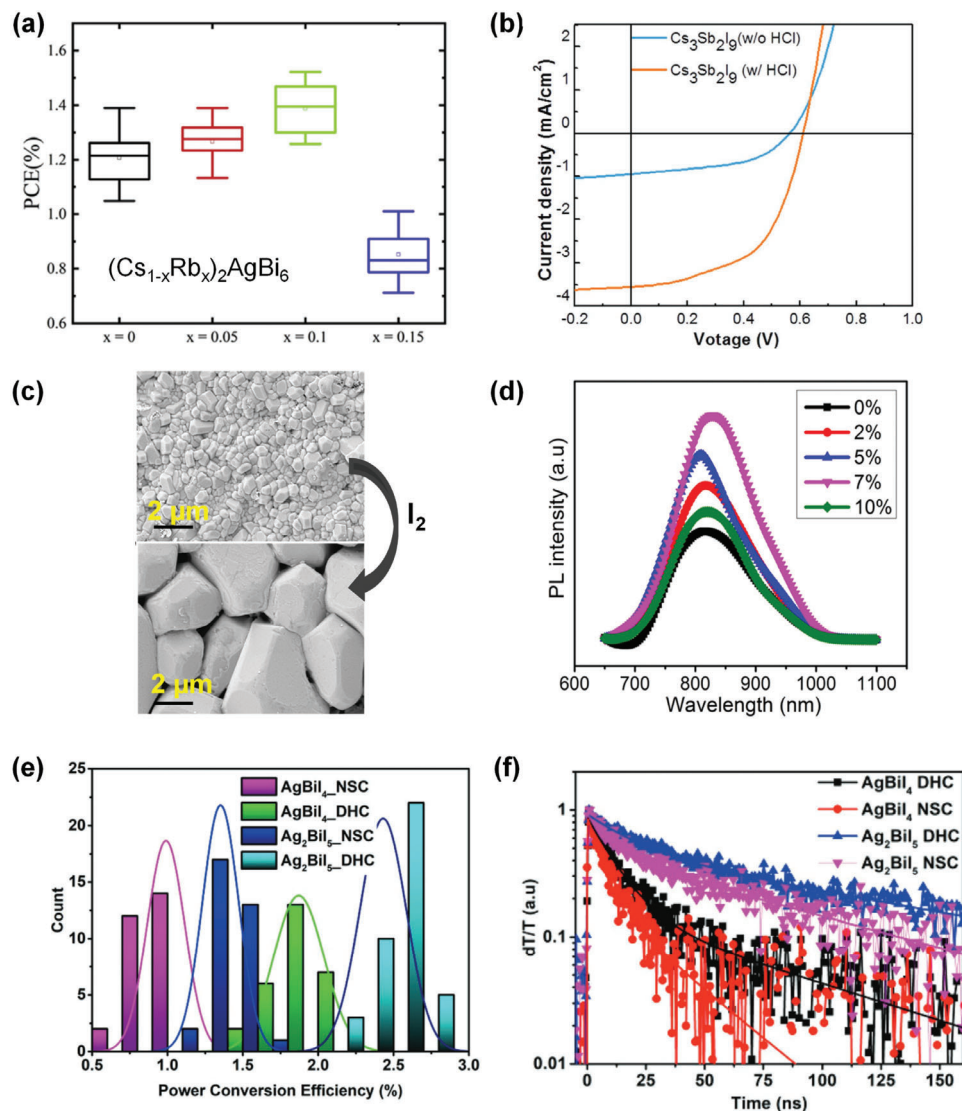 (a)
PCE(%)
1.6
1.4
1.2
1.0
0.8
0.6
(Cs1-xRbx)2AgBi6
x = 0
x = 0.05
x = 0.1
x = 0.15
(b)
Cs3Sb2I9(w/o HCl)
Cs3Sb2I9 (w/ HCl)
Current density (mA/cm²)
2
1
0
-1
-2
-3
-4
-0.2
0.0
0.2
0.4
0.6
0.8
1.0
Votage (V)
(c)
2 µm
I2
2 µm
(d)
PL intensity (a.u)
0%
2%
5%
7%
10%
600
700
800
900
1000
1100
Wavelength (nm)
(e)
Count
25
20
15
10
5
0
AgBiI4_NSC
AgBiI4_DHC
Ag2BiI5_NSC
Ag2BiI5_DHC
0.5
1.0
1.5
2.0
2.5
3.0
Power Conversion Efficiency (%)
(f)
dT/T (a.u)
1
0.1
0.01
AgBiI4 DHC
AgBiI4 NSC
Ag2BiI5 DHC
Ag2BiI5 NSC
0
25
50
75
100
125
150
Time (ns)